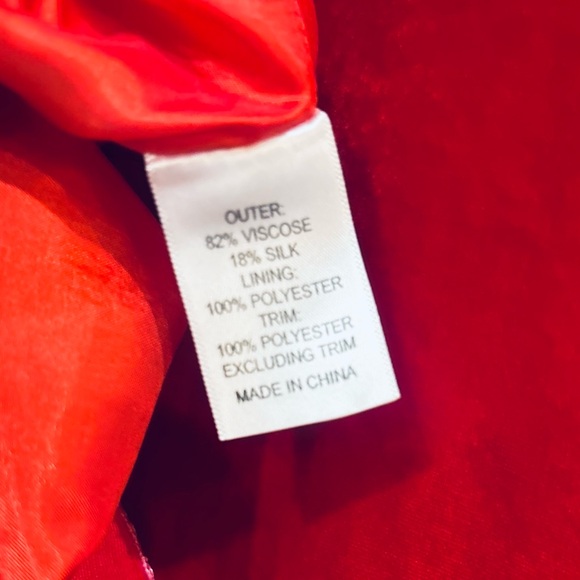 OUTER:
82% VISCOSE
18% SILK
LINING:
100% POLYESTER
TRIM:
100% POLYESTER
EXCLUDING TRIM
MADE IN CHINA